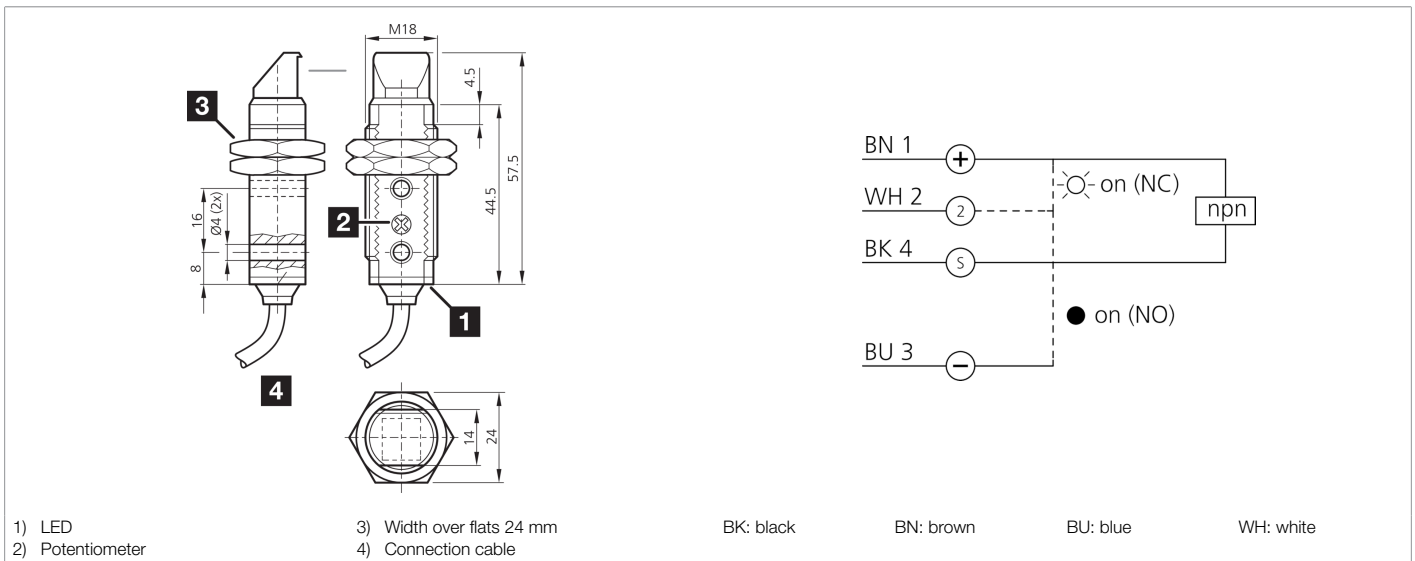 M18
4.5
3
57.5
44.5
16
Ø4 (2x)
2
8
1
4
14
24
BN 1
+
on (NC)
WH 2
2
npn
BK 4
S
on (NO)
BU 3
−
1) LED
2) Potentiometer
3) Width over flats 24 mm
4) Connection cable
BK: black
BN: brown
BU: blue
WH: white